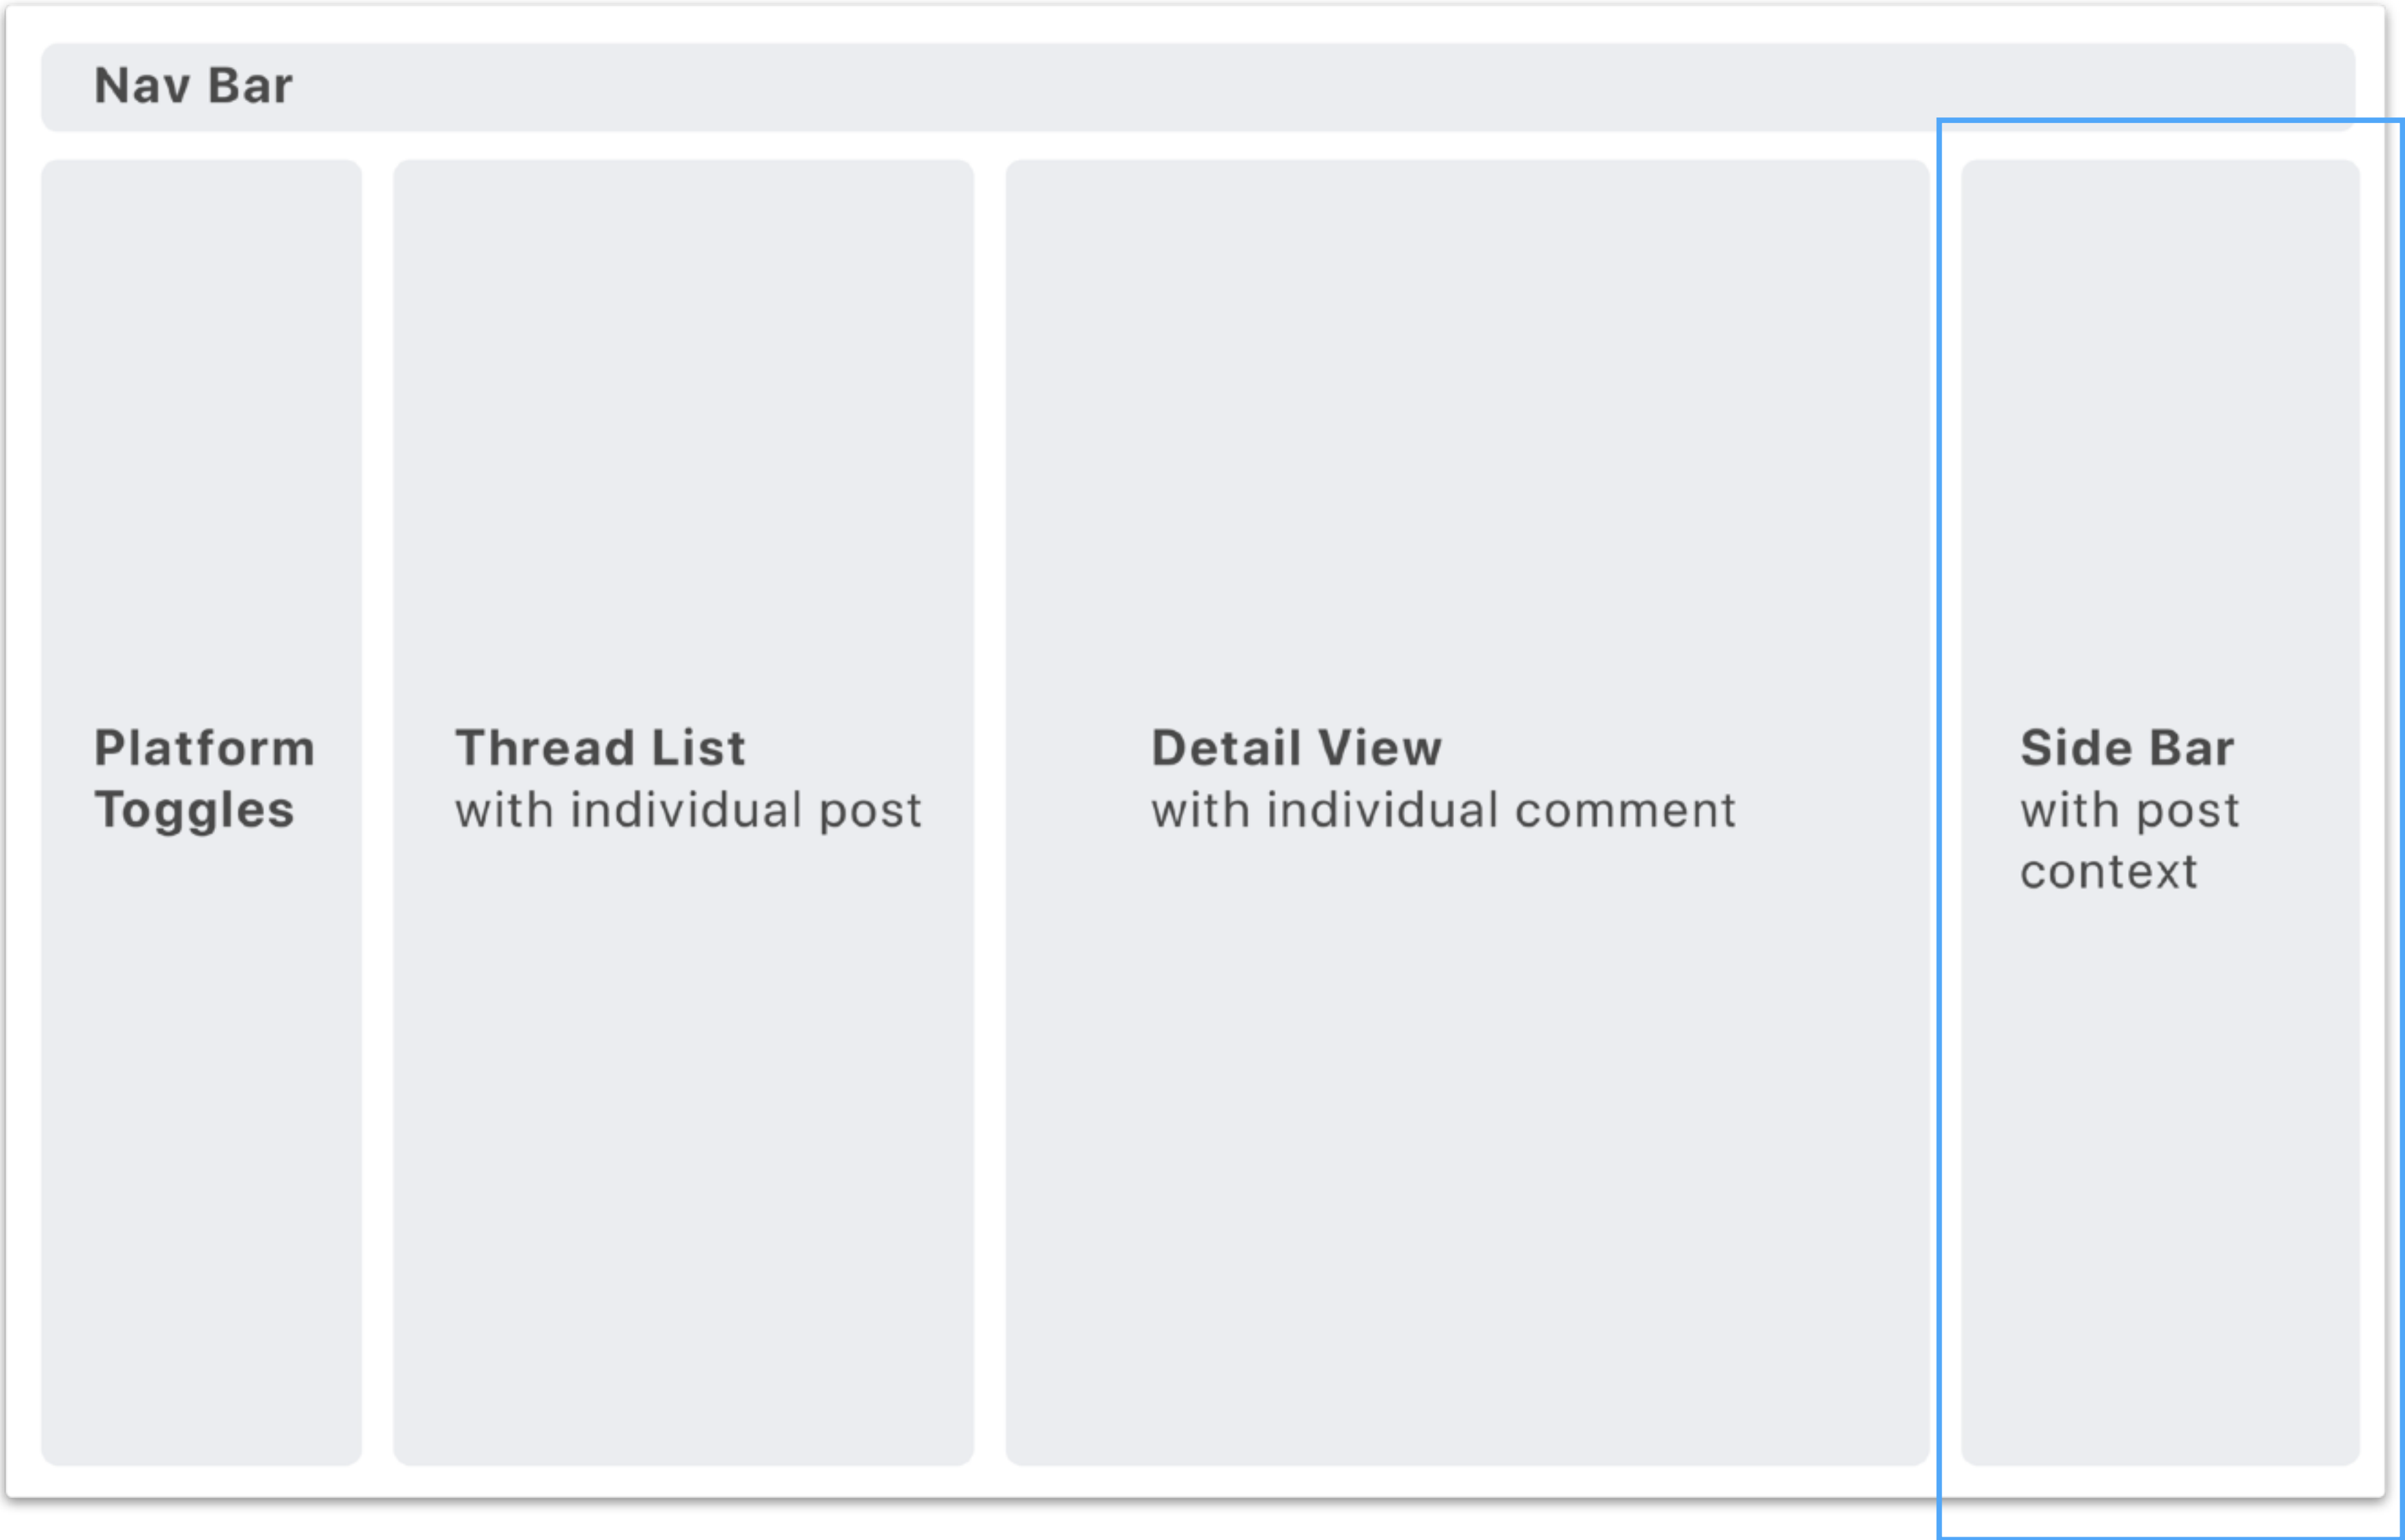 Nav Bar
Platform
Toggles
Thread List
with individual post
Detail View
with individual comment
Side Bar
with post
context